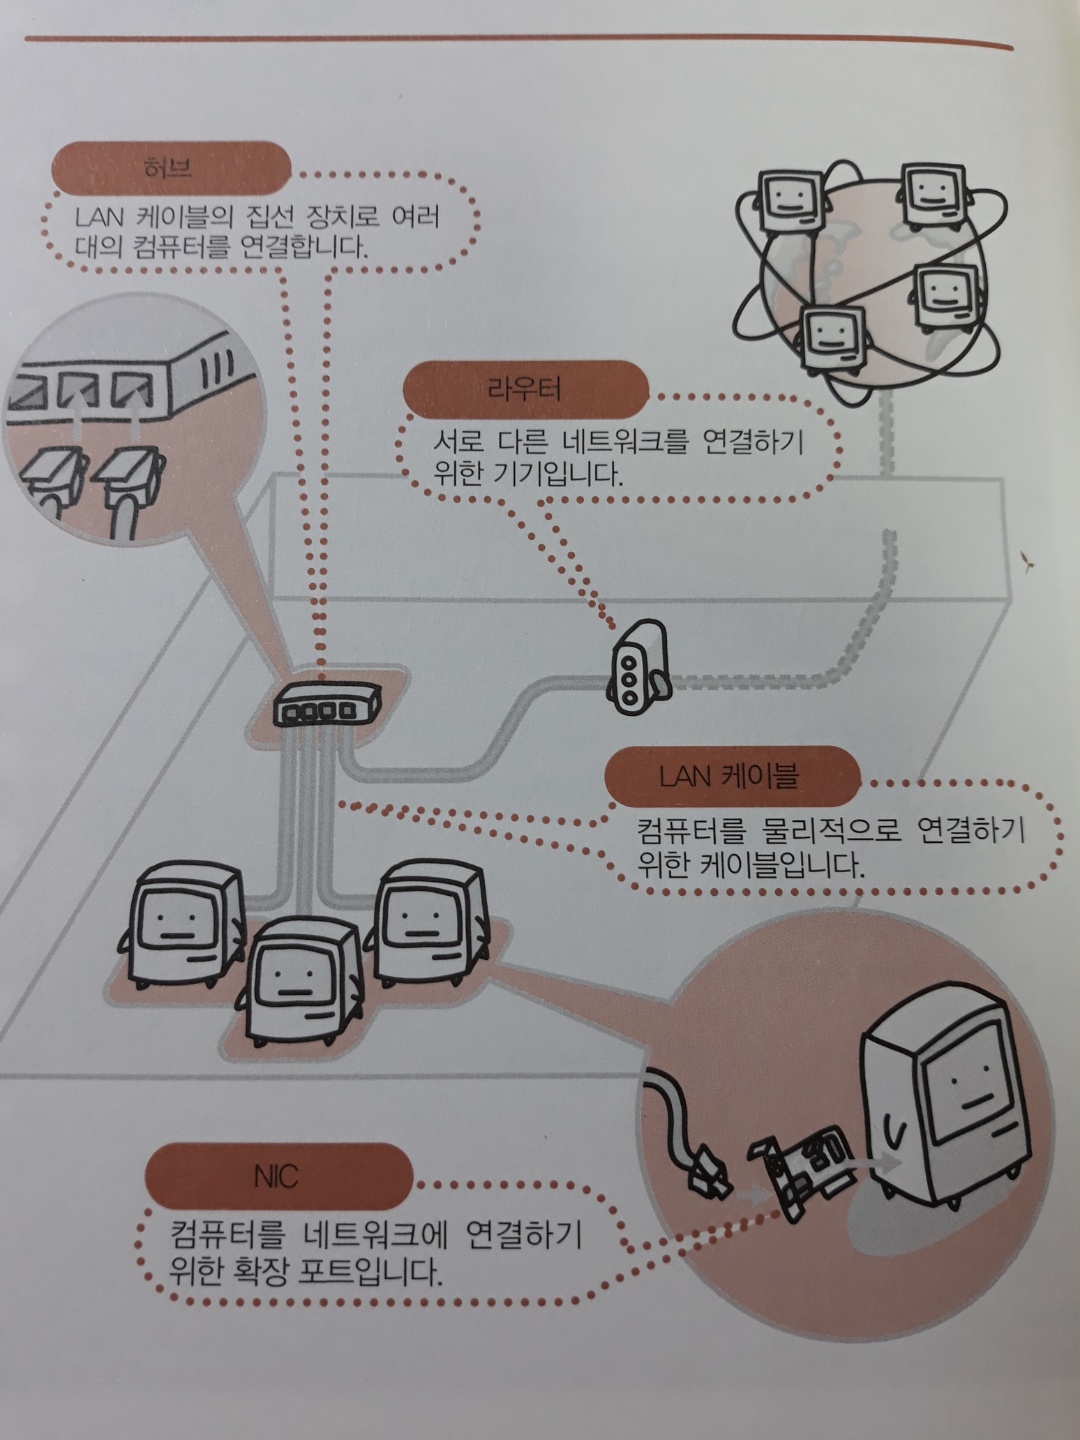 허브
LAN 케이블의 집선 장치로 여러
대의 컴퓨터를 연결합니다.
라우터
서로 다른 네트워크를 연결하기
위한 기기입니다.
LAN 케이블
컴퓨터를 물리적으로 연결하기
위한 케이블입니다.
NIC
컴퓨터를 네트워크에 연결하기
위한 확장 포트입니다.